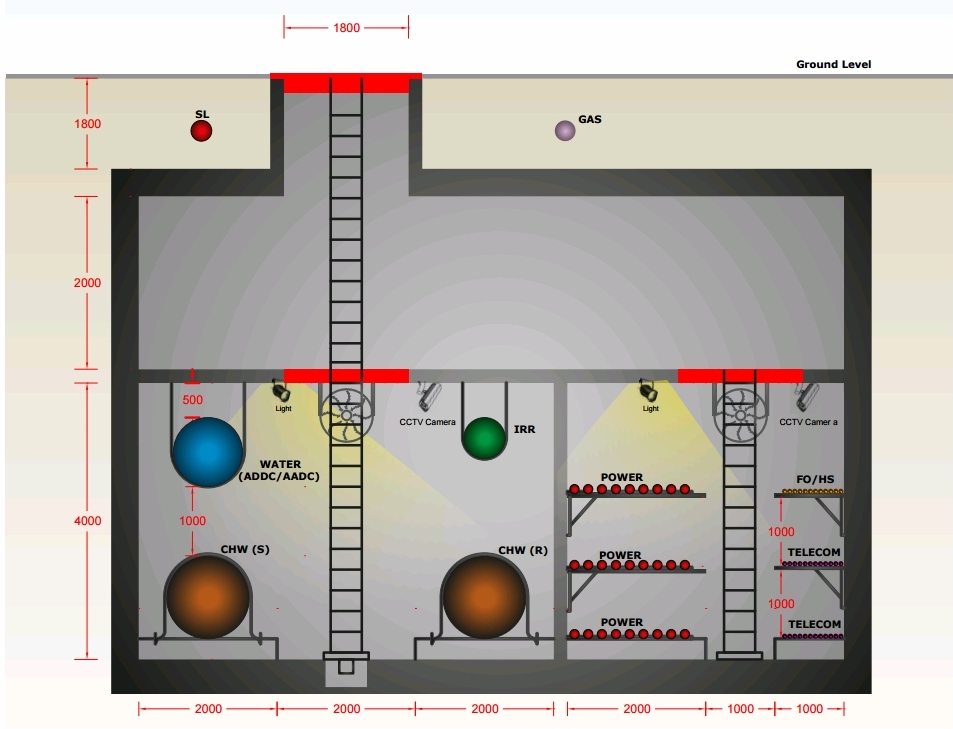 1800
Ground Level
SL
GAS
1800
2000
500
Light
CCTV Camera
Light
CCTV Camer a
IRR
WATER
(ADDC/AADC)
POWER
FO/HS
4000
1000
1000
CHW (S)
CHW (R)
POWER
TELECOM
1000
POWER
TELECOM
2000
2000
2000
2000
1000
1000